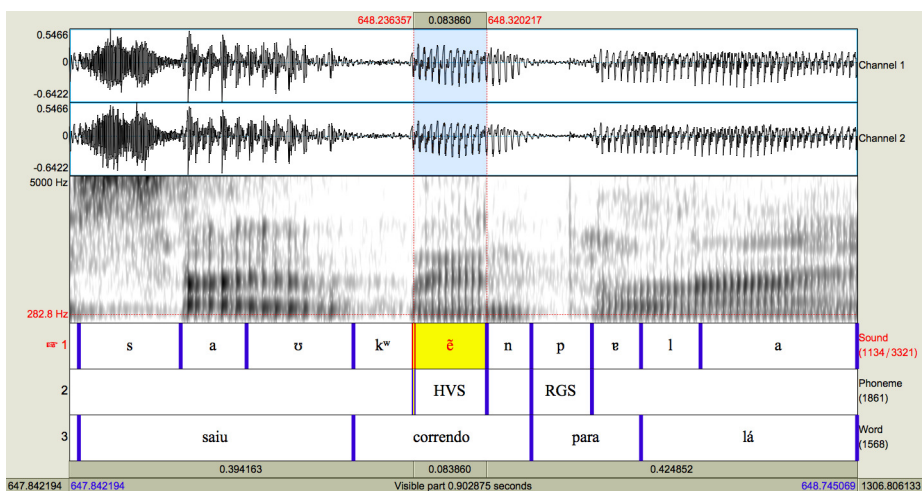 648.236357 0.083860 648.320217
0.5466
0
-0.6422
Channel 1
0.5466
0
-0.6422
Channel 2
5000 Hz
282.8 Hz
1 s a ʊ kʷ ẽ n p ɐ l a Sound (1134/3321)
2 HVS RGS Phoneme (1861)
3 saiu correndo para lá Word (1568)
0.394163 0.083860 0.424852
647.842194 647.842194 Visible part 0.902875 seconds 648.745069 1306.806133